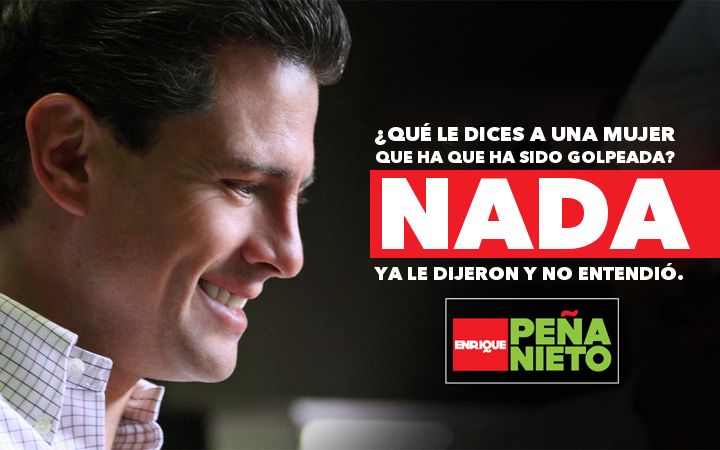 ¿QUÉ LE DICES A UNA MUJER
QUE HA QUE HA SIDO GOLPEADA?
NADA
YA LE DIJERON Y NO ENTENDIÓ.
ENRIQUE
PEÑA
NIETO